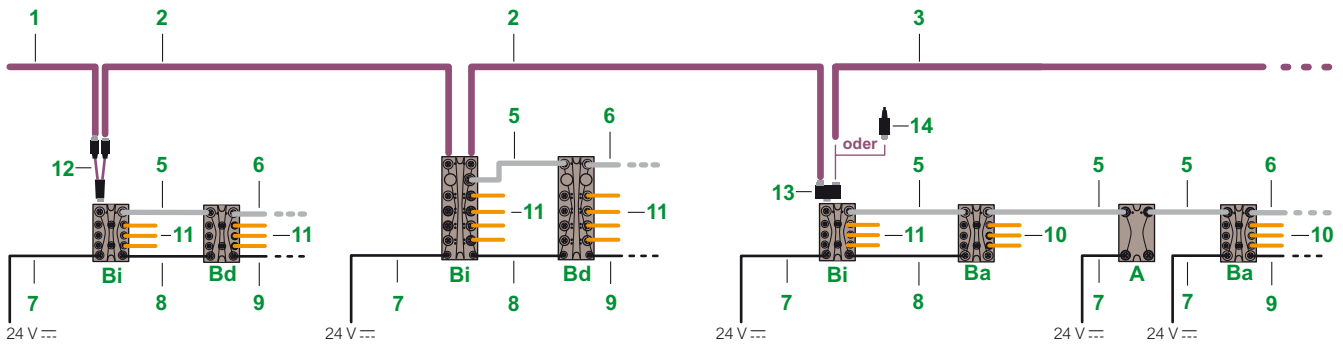 1 2 2 3
5 6
14
oder
12 5 6 13 5 5 5 6
11 11 11 11 11 10 10
Bi Bd Bi Bd Bi Ba A Ba
7 8 9 7 8 9 7 8 7 7 9
24 V 24 V 24 V 24 V 24 V